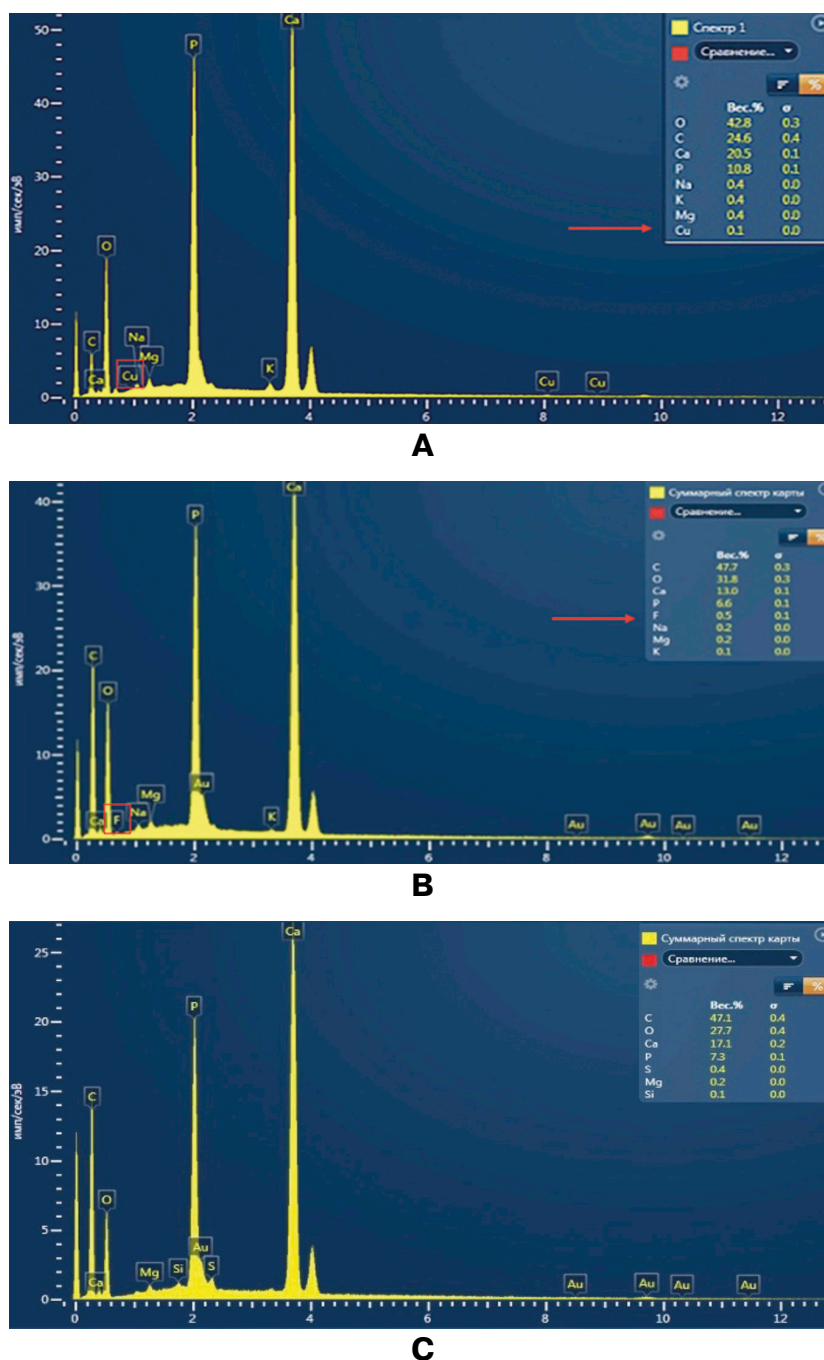 Ca
50
Спектр 1
P
Сравнение...
%
40
Вес.% σ
O 42.8 0.3
C 24.6 0.4
Ca 20.5 0.1
30
P 10.8 0.1
имп/сек/эВ
Na 0.4 0.0
K 0.4 0.0
Mg 0.4 0.0
Cu 0.1 0.0
O
20
10
C
Na
Mg
Ca
Cu
K
Cu
Cu
0
0 2 4 6 8 10 12
A
Ca
40
Суммарный спектр карты
P
Сравнение...
%
Вес.% σ
C 47.7 0.3
O 31.8 0.3
30
Ca 13.0 0.1
P 6.6 0.1
F 0.5 0.1
Na 0.2 0.0
Mg 0.2 0.0
K 0.1 0.0
имп/сек/эВ
C
20
O
10
Au
Mg
Ca
F
Na
K
Au
Au
Au
Au
0
0 2 4 6 8 10 12
B
Ca
25
Суммарный спектр карты
Сравнение...
%
P
20
Вес.% σ
C 47.1 0.4
O 27.7 0.4
Ca 17.1 0.2
P 7.3 0.1
S 0.4 0.0
Mg 0.2 0.0
Si 0.1 0.0
имп/сек/эВ
15
C
10
O
5
Au
S
Ca
Mg
Si
Au
Au
Au
Au
0
0 2 4 6 8 10 12
C